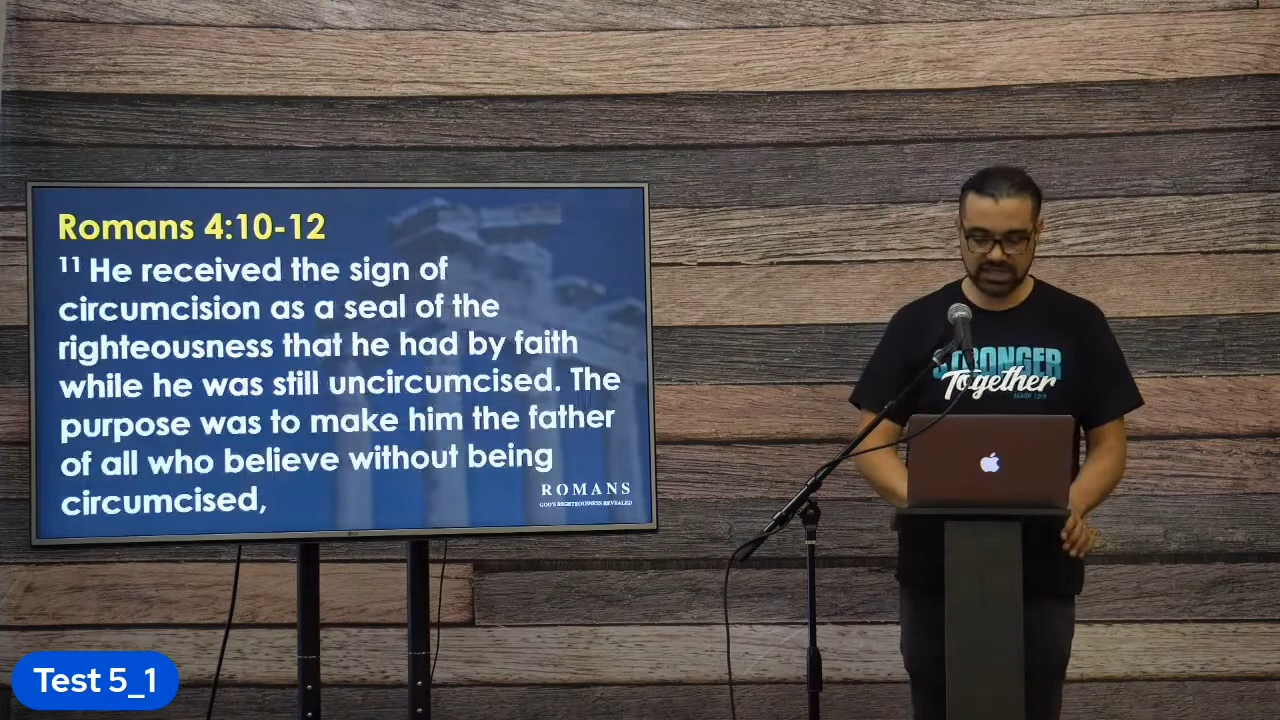 Romans 4:10-12
11 He received the sign of
circumcision as a seal of the
righteousness that he had by faith
while he was still uncircumcised. The
purpose was to make him the father
of all who believe without being
circumcised,
ROMANS
GOD'S RIGHTEOUSNESS REVEALED
STRONGER
Together
Test 5_1